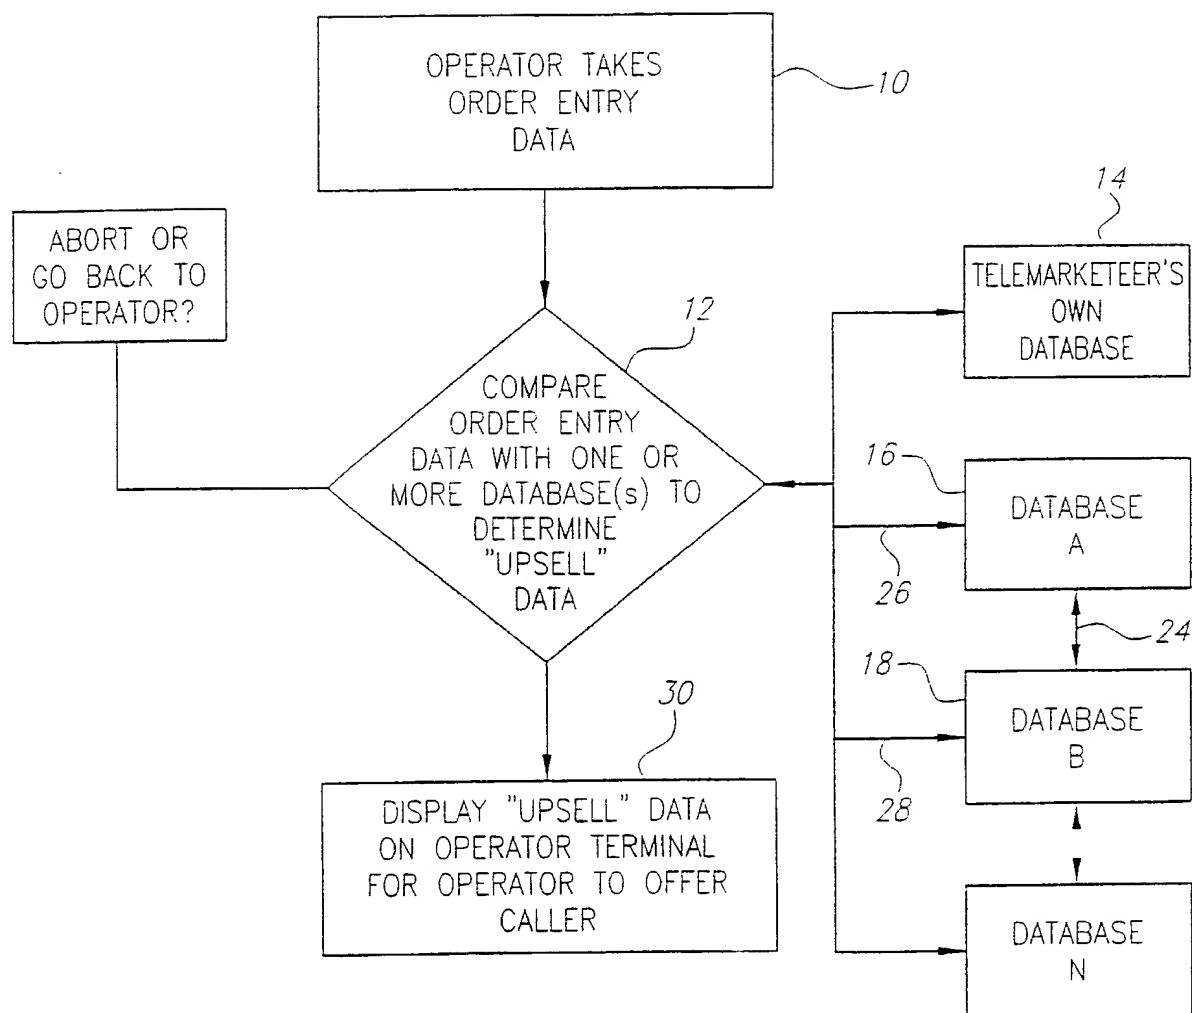 OPERATOR TAKES
ORDER ENTRY
DATA
10
ABORT OR
GO BACK TO
OPERATOR?
12
COMPARE
ORDER ENTRY
DATA WITH ONE OR
MORE DATABASE(s) TO
DETERMINE
"UPSELL"
DATA
14
TELEMARKETEER'S
OWN
DATABASE
16
DATABASE
A
26
24
18
DATABASE
B
28
30
DISPLAY "UPSELL" DATA
ON OPERATOR TERMINAL
FOR OPERATOR TO OFFER
CALLER
DATABASE
N